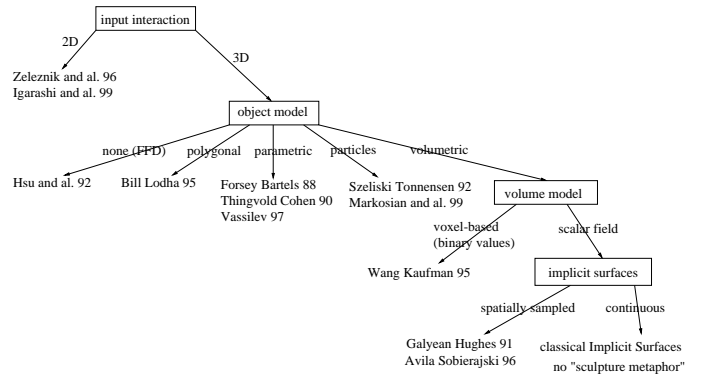 input interaction
2D
3D
Zeleznik and al. 96
Igarashi and al. 99
object model
none (FFD)
polygonal
parametric
particles
volumetric
Hsu and al. 92
Bill Lodha 95
Forsey Bartels 88
Thingvold Cohen 90
Vassilev 97
Szeliski Tonnensen 92
Markosian and al. 99
volume model
voxel-based
(binary values)
scalar field
Wang Kaufman 95
implicit surfaces
spatially sampled
continuous
Galyean Hughes 91
Avila Sobierajski 96
classical Implicit Surfaces
no "sculpture metaphor"